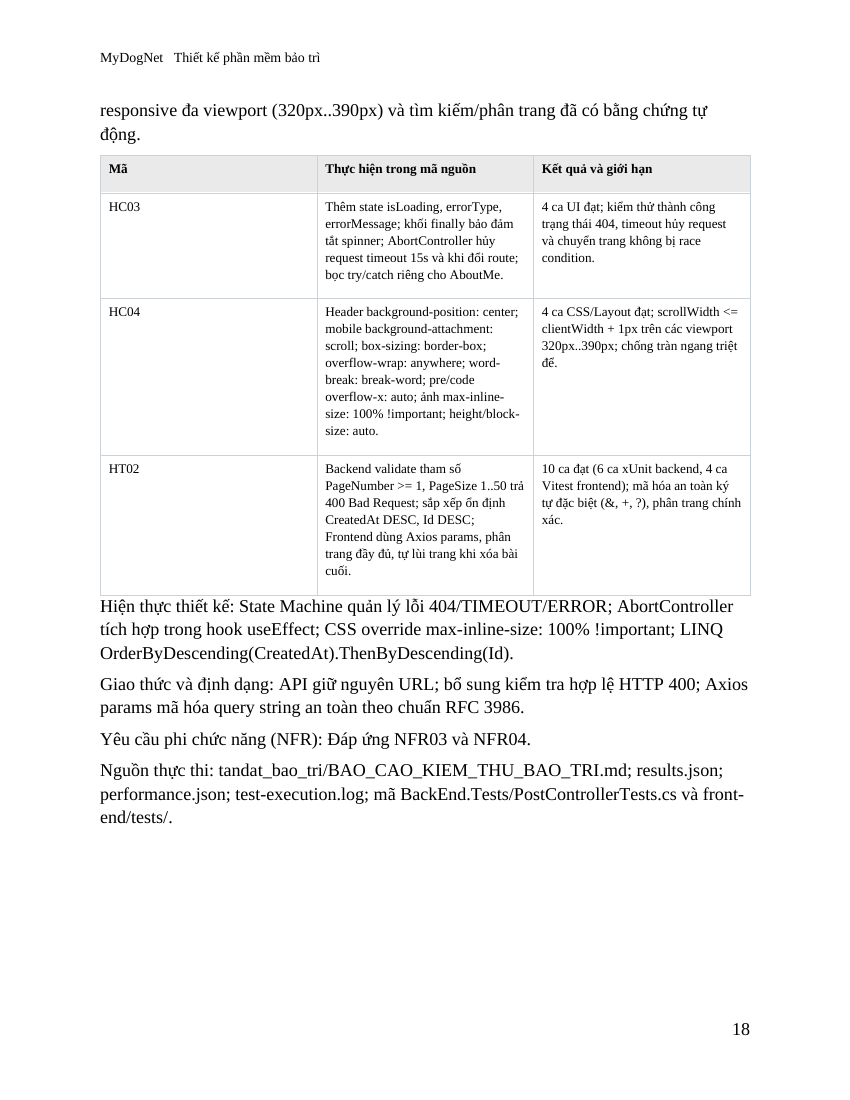 MyDogNet Thiết kế phần mềm bảo trì
responsive đa viewport (320px..390px) và tìm kiếm/phân trang đã có bằng chứng tự
động.
Mã
Thực hiện trong mã nguồn
Kết quả và giới hạn
HC03
Thêm state isLoading, errorType,
errorMessage; khối finally bảo đảm
tắt spinner; AbortController hủy
request timeout 15s và khi đổi route;
bọc try/catch riêng cho AboutMe.
4 ca UI đạt; kiểm thử thành công
trạng thái 404, timeout hủy request
và chuyển trang không bị race
condition.
HC04
Header background-position: center;
mobile background-attachment:
scroll; box-sizing: border-box;
overflow-wrap: anywhere; word-
break: break-word; pre/code
overflow-x: auto; ảnh max-inline-
size: 100% !important; height/block-
size: auto.
4 ca CSS/Layout đạt; scrollWidth <=
clientWidth + 1px trên các viewport
320px..390px; chống tràn ngang triệt
để.
HT02
Backend validate tham số
PageNumber >= 1, PageSize 1..50 trả
400 Bad Request; sắp xếp ổn định
CreatedAt DESC, Id DESC;
Frontend dùng Axios params, phân
trang đầy đủ, tự lùi trang khi xóa bài
cuối.
10 ca đạt (6 ca xUnit backend, 4 ca
Vitest frontend); mã hóa an toàn ký
tự đặc biệt (&, +, ?), phân trang chính
xác.
Hiện thực thiết kế: State Machine quản lý lỗi 404/TIMEOUT/ERROR; AbortController
tích hợp trong hook useEffect; CSS override max-inline-size: 100% !important; LINQ
OrderByDescending(CreatedAt).ThenByDescending(Id).
Giao thức và định dạng: API giữ nguyên URL; bổ sung kiểm tra hợp lệ HTTP 400; Axios
params mã hóa query string an toàn theo chuẩn RFC 3986.
Yêu cầu phi chức năng (NFR): Đáp ứng NFR03 và NFR04.
Nguồn thực thi: tandat_bao_tri/BAO_CAO_KIEM_THU_BAO_TRI.md; results.json;
performance.json; test-execution.log; mã BackEnd.Tests/PostControllerTests.cs và front-
end/tests/.
18